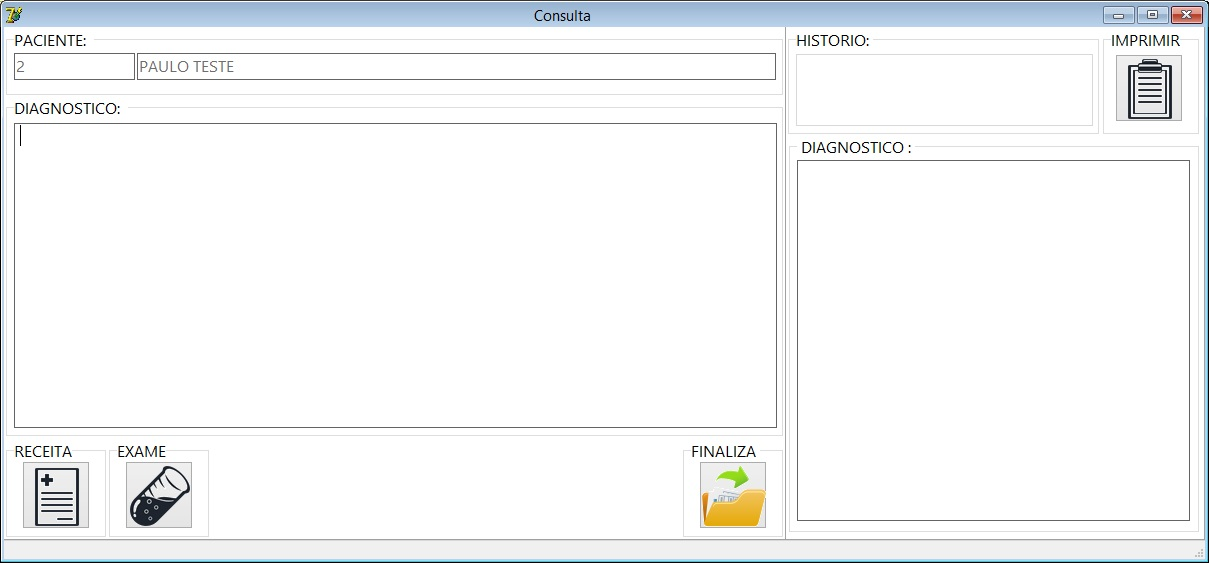 Consulta
PACIENTE:
2
PAULO TESTE
DIAGNOSTICO:
RECEITA
EXAME
FINALIZA
HISTORIO:
IMPRIMIR
DIAGNOSTICO :